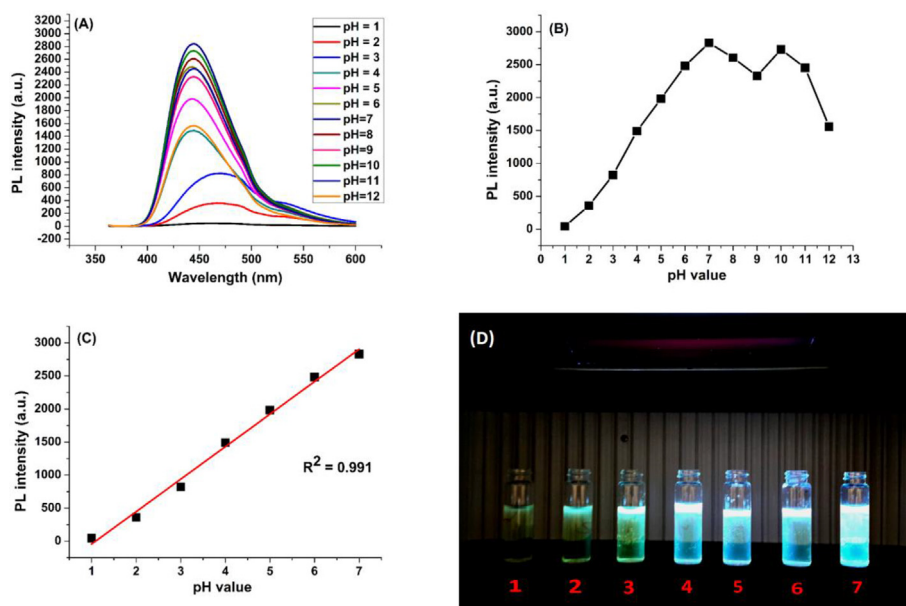 (A)
PL intensity (a.u.)
3200
3000
2800
2600
2400
2200
2000
1800
1600
1400
1200
1000
800
600
400
200
0
-200
350 400 450 500 550 600
Wavelength (nm)
pH = 1
pH = 2
pH = 3
pH = 4
pH = 5
pH = 6
pH=7
pH=8
pH=9
pH=10
pH=11
pH=12
(B)
PL intensity (a.u.)
3000
2500
2000
1500
1000
500
0
0 1 2 3 4 5 6 7 8 9 10 11 12 13
pH value
(C)
PL intensity (a.u.)
3000
2500
2000
1500
1000
500
0
R² = 0.991
1 2 3 4 5 6 7
pH value
(D)
1 2 3 4 5 6 7